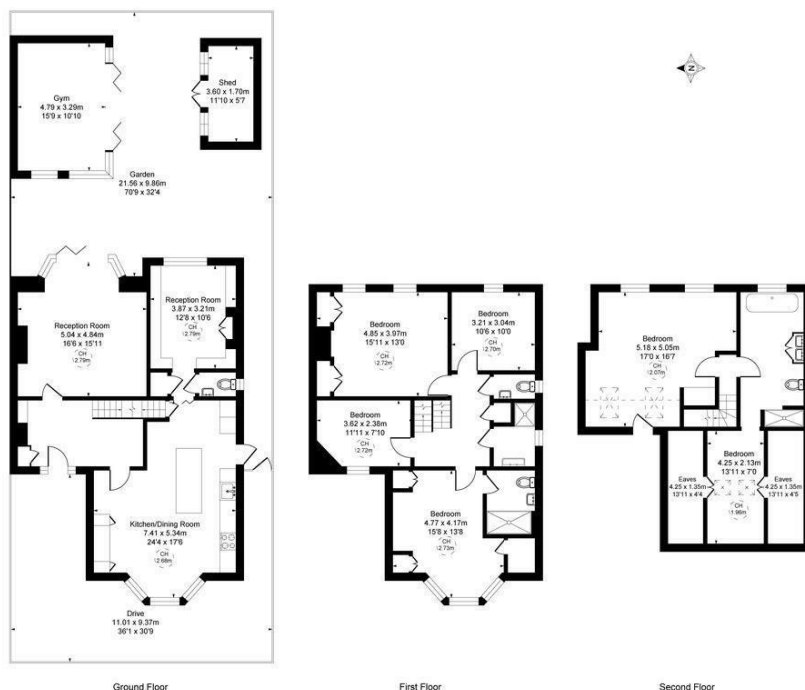 Gym
4.79 x 3.29m
15'9 x 10'10
Shed
3.60 x 1.70m
11'10 x 5'7
N
Garden
21.56 x 9.86m
70'9 x 32'4
Reception Room
3.87 x 3.21m
12'8 x 10'6
CH
2.79m
Reception Room
5.04 x 4.84m
16'6 x 15'11
CH
2.79m
Kitchen/Dining Room
7.41 x 5.34m
24'4 x 17'6
CH
2.68m
Drive
11.01 x 9.37m
36'1 x 30'9
Ground Floor
Bedroom
4.85 x 3.97m
15'11 x 13'0
CH
2.72m
Bedroom
3.21 x 3.04m
10'6 x 10'0
CH
2.70m
Bedroom
3.62 x 2.38m
11'11 x 7'10
CH
2.72m
Bedroom
4.77 x 4.17m
15'8 x 13'8
CH
2.73m
First Floor
Bedroom
5.18 x 5.05m
17'0 x 16'7
CH
2.07m
Eaves
4.25 x 1.35m
13'11 x 4'4
Bedroom
4.25 x 2.13m
13'11 x 7'0
CH
1.96m
Eaves
4.25 x 1.35m
13'11 x 4'5
Second Floor